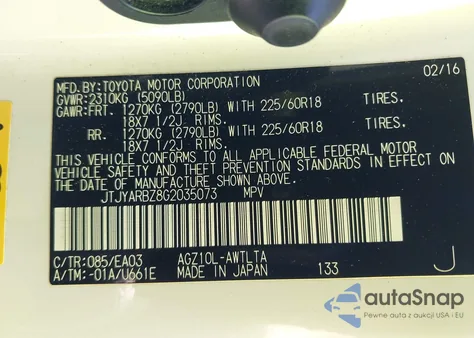 MFD.BY:TOYOTA MOTOR CORPORATION 02/16
GVWR:2310KG (5090LB)
GAWR:FRT. 1270KG (2790LB) WITH 225/60R18 TIRES.
18X7 1/2J RIMS.
RR. 1270KG (2790LB) WITH 225/60R18 TIRES.
18X7 1/2J RIMS.
THIS VEHICLE CONFORMS TO ALL APPLICABLE FEDERAL MOTOR
VEHICLE SAFETY AND THEFT PREVENTION STANDARDS IN EFFECT
ON THE DATE OF MANUFACTURE SHOWN ABOVE.
JTJYARBZ8G2035073 MPV
C/TR:085/EA03 AGZ10L-AWTLTA
A/TM:-01A/U661E MADE IN JAPAN 133 J
autoSnap
Pewne auta z aukcji USA i EU